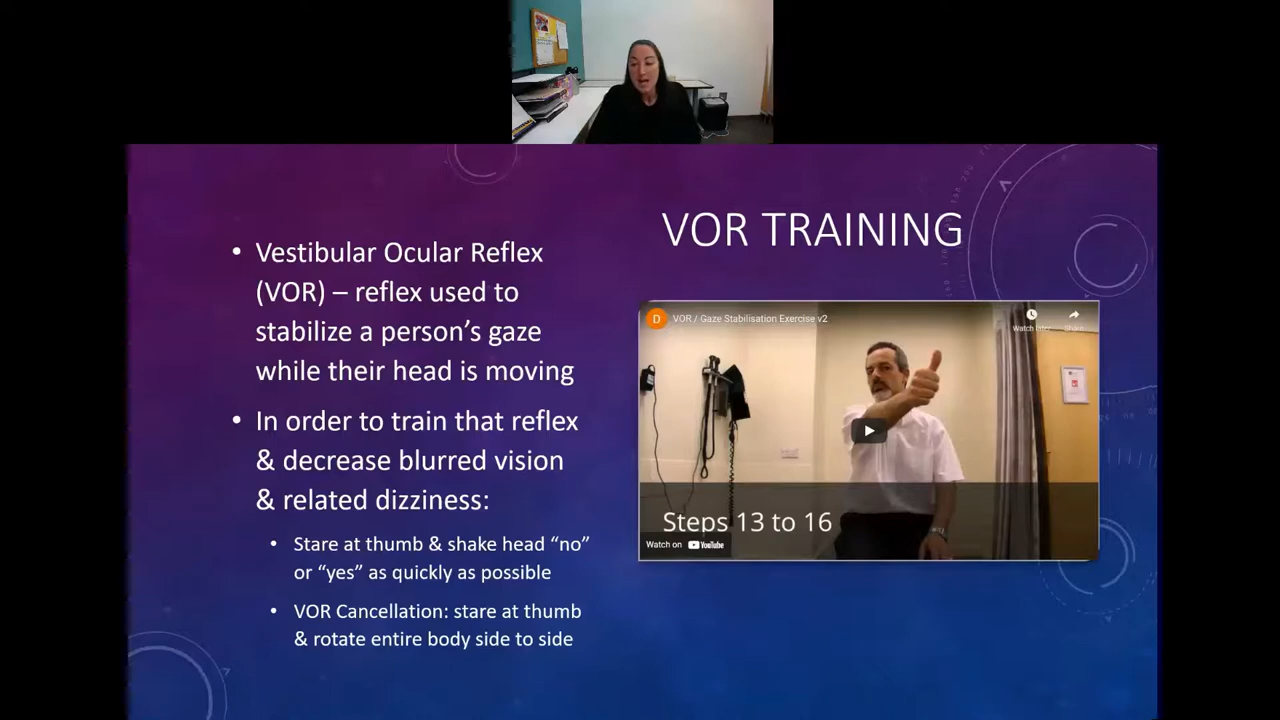 VOR TRAINING
• Vestibular Ocular Reflex
(VOR) – reflex used to
stabilize a person's gaze
while their head is moving
• In order to train that reflex
& decrease blurred vision
& related dizziness:
• Stare at thumb & shake head "no"
or "yes" as quickly as possible
• VOR Cancellation: stare at thumb
& rotate entire body side to side
D
VOR / Gaze Stabilisation Exercise v2
Watch later
Share
Steps 13 to 16
Watch on YouTube